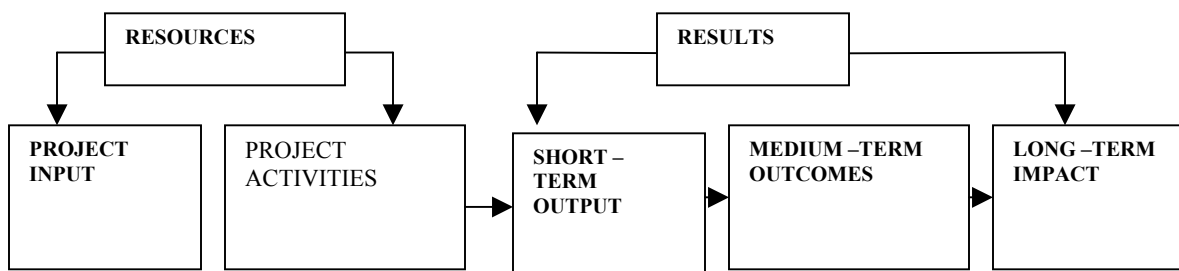 RESOURCES
RESULTS
PROJECT
INPUT
PROJECT
ACTIVITIES
SHORT –
TERM
OUTPUT
MEDIUM –TERM
OUTCOMES
LONG –TERM
IMPACT